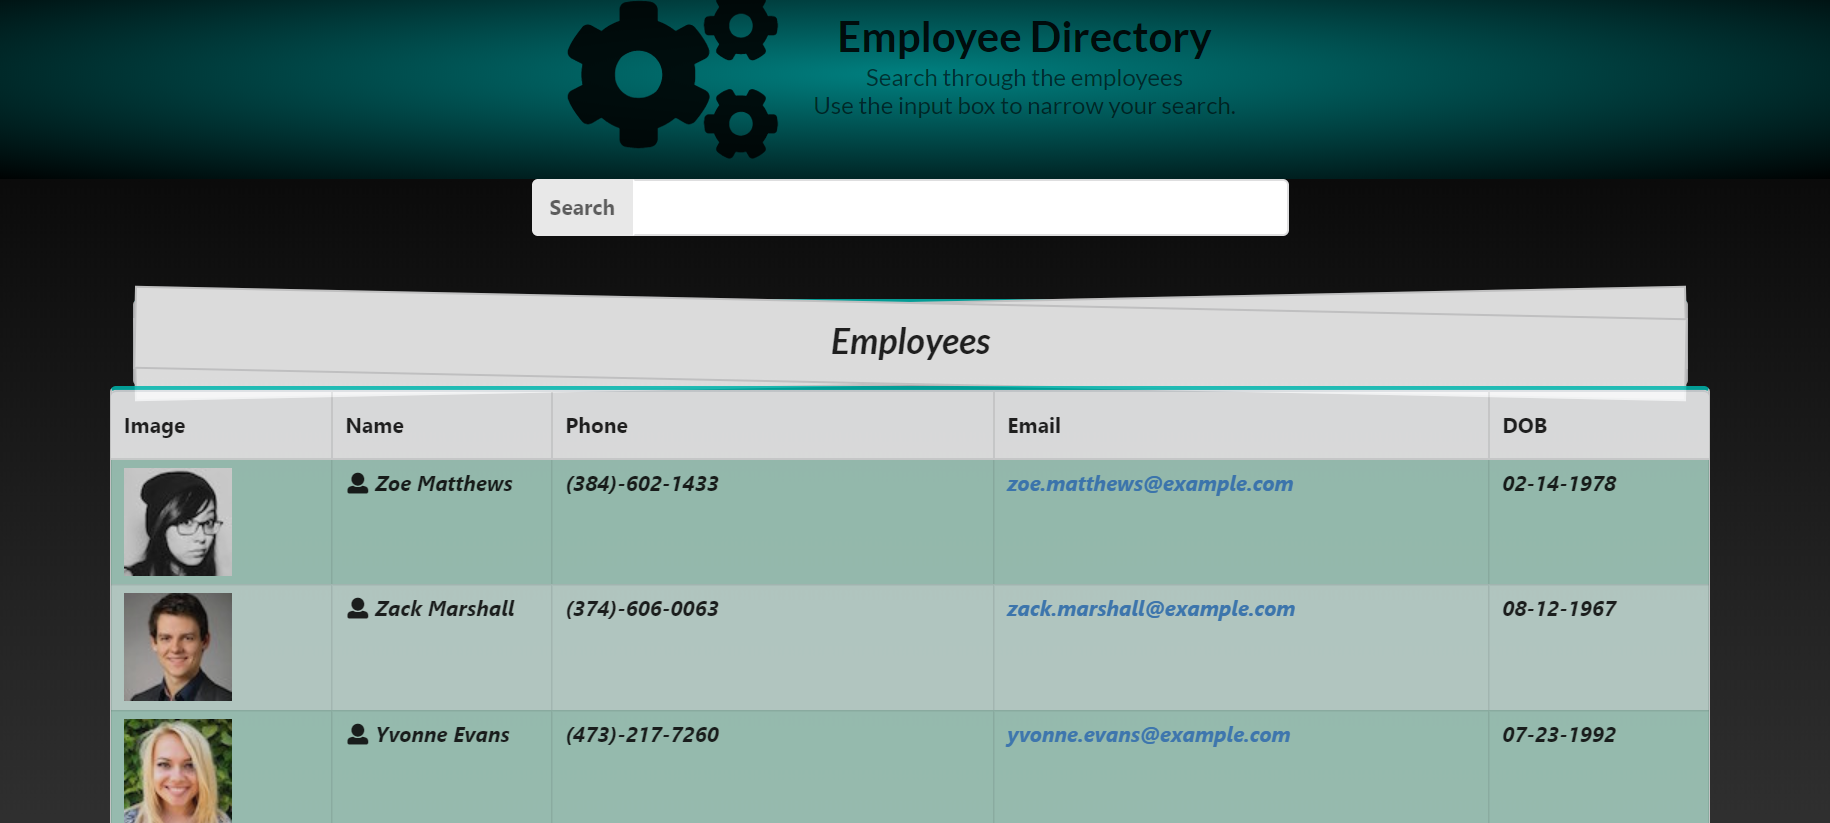 Employee Directory
Search through the employees
Use the input box to narrow your search.
Search
Employees
Image Name Phone Email DOB
Zoe Matthews (384)-602-1433 zoe.matthews@example.com 02-14-1978
Zack Marshall (374)-606-0063 zack.marshall@example.com 08-12-1967
Yvonne Evans (473)-217-7260 yvonne.evans@example.com 07-23-1992